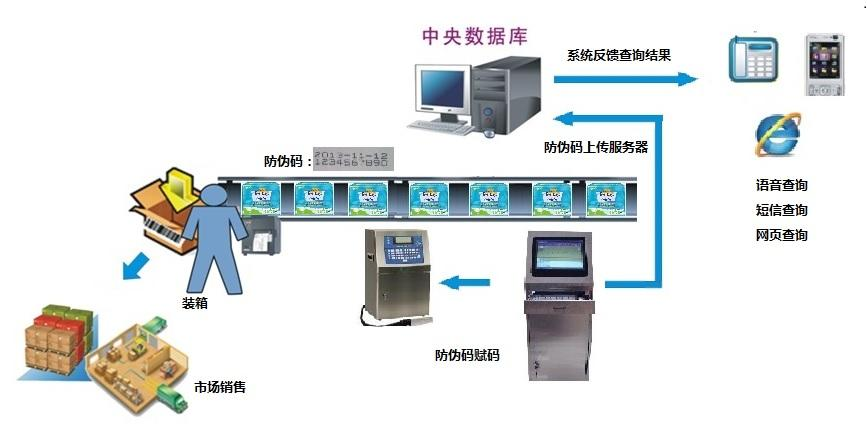 中央数据库
系统反馈查询结果
防伪码上传服务器
防伪码：
2013-11-12
123456*890
语音查询
短信查询
网页查询
装箱
防伪码赋码
市场销售